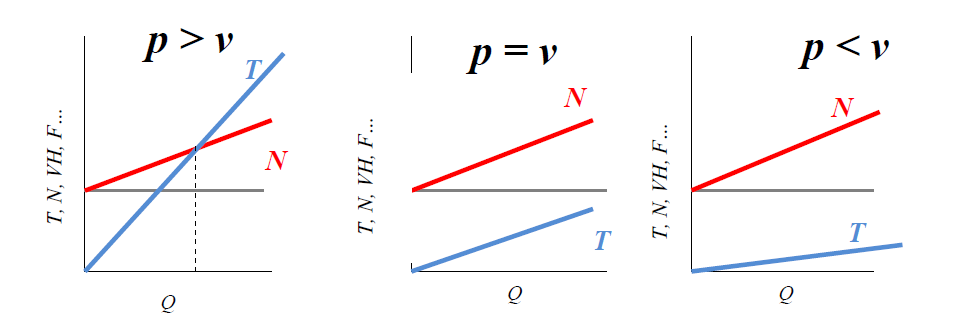 p > v
T
N
T, N, VH, F...
Q
p = v
N
T
T, N, VH, F...
Q
p < v
N
T
T, N, VH, F...
Q